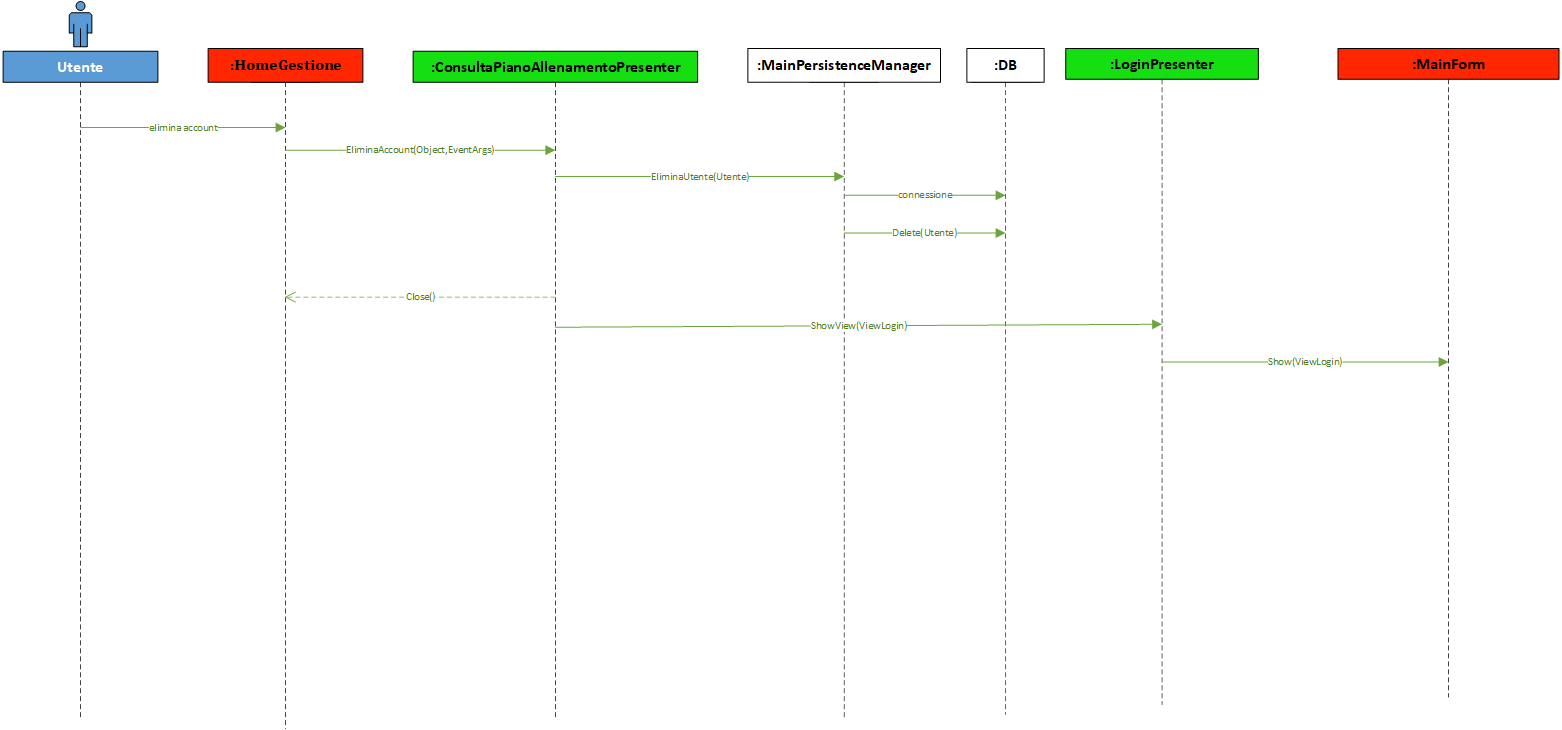 Utente
:HomeGestione
:ConsultaPianoAllenamentoPresenter
:MainPersistenceManager
:DB
:LoginPresenter
:MainForm
elimina account
EliminaAccount(Object,EventArgs)
EliminaUtente(Utente)
connessione
Delete(Utente)
Close()
ShowView(ViewLogin)
Show(ViewLogin)